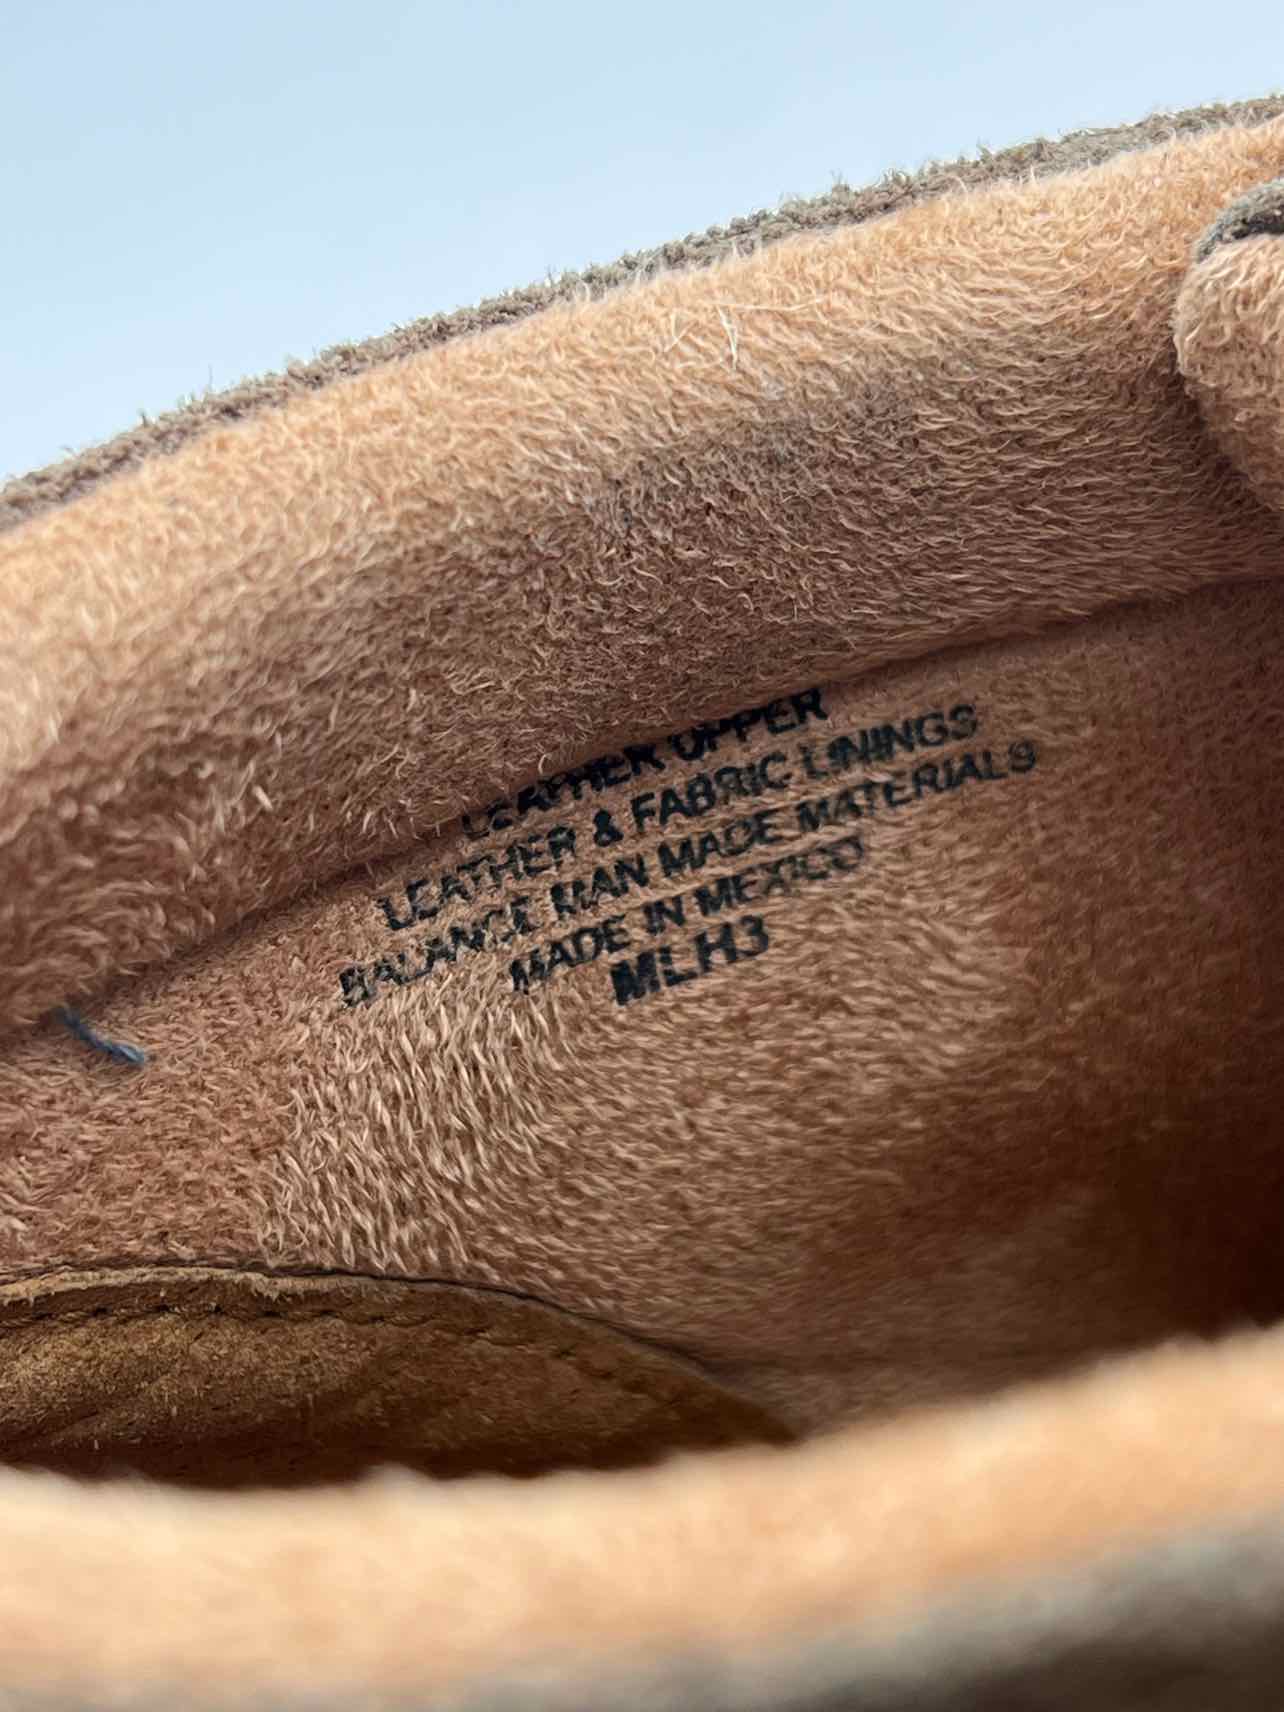 LEATHER UPPER
LEATHER & FABRIC LININGS
BALANCE MAN MADE MATERIALS
MADE IN MEXICO
MLH3